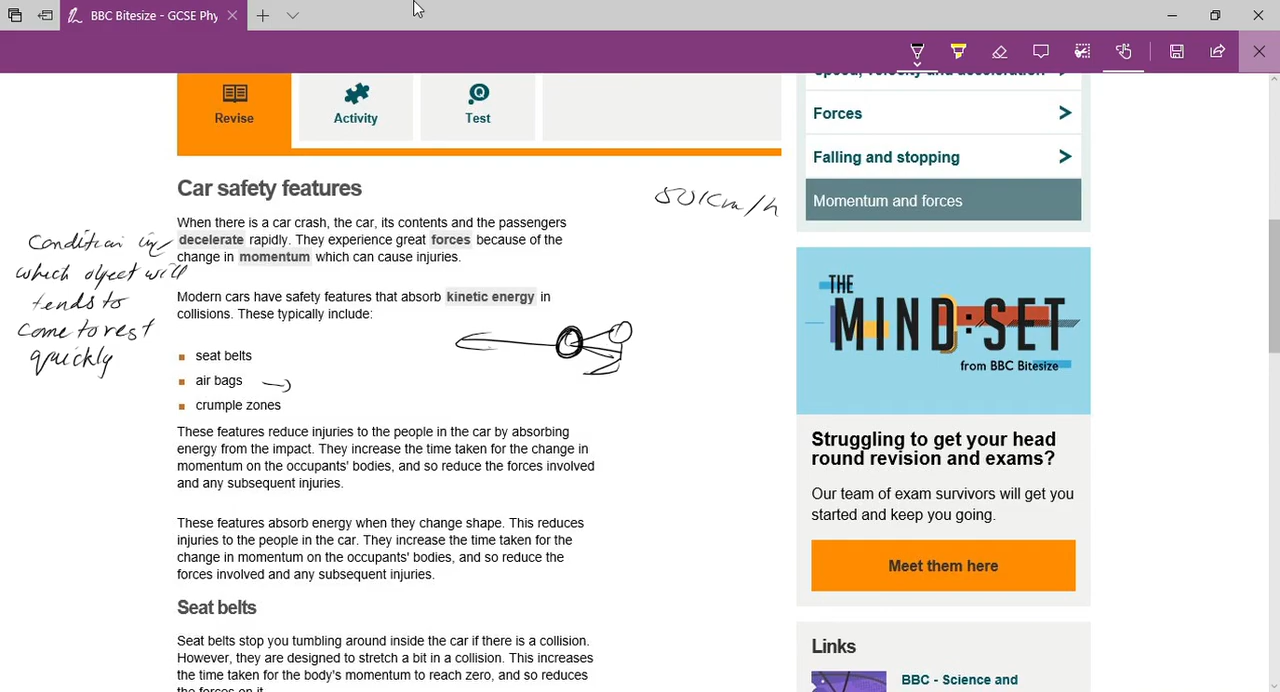 BBC Bitesize - GCSE Phy
Speed, velocity and deceleration
Revise
Activity
Test
Forces
Falling and stopping
Momentum and forces
Car safety features
50 km/h
When there is a car crash, the car, its contents and the passengers
decelerate rapidly. They experience great forces because of the
change in momentum which can cause injuries.
Condition in
which object will
tends to
come to rest
quickly
Modern cars have safety features that absorb kinetic energy in
collisions. These typically include:
seat belts
air bags
crumple zones
These features reduce injuries to the people in the car by absorbing
energy from the impact. They increase the time taken for the change in
momentum on the occupants' bodies, and so reduce the forces involved
and any subsequent injuries.
These features absorb energy when they change shape. This reduces
injuries to the people in the car. They increase the time taken for the
change in momentum on the occupants' bodies, and so reduce the
forces involved and any subsequent injuries.
Seat belts
Seat belts stop you tumbling around inside the car if there is a collision.
However, they are designed to stretch a bit in a collision. This increases
the time taken for the body's momentum to reach zero, and so reduces
the forces on it.
THE
MIND:SET
from BBC Bitesize
Struggling to get your head
round revision and exams?
Our team of exam survivors will get you
started and keep you going.
Meet them here
Links
BBC - Science and